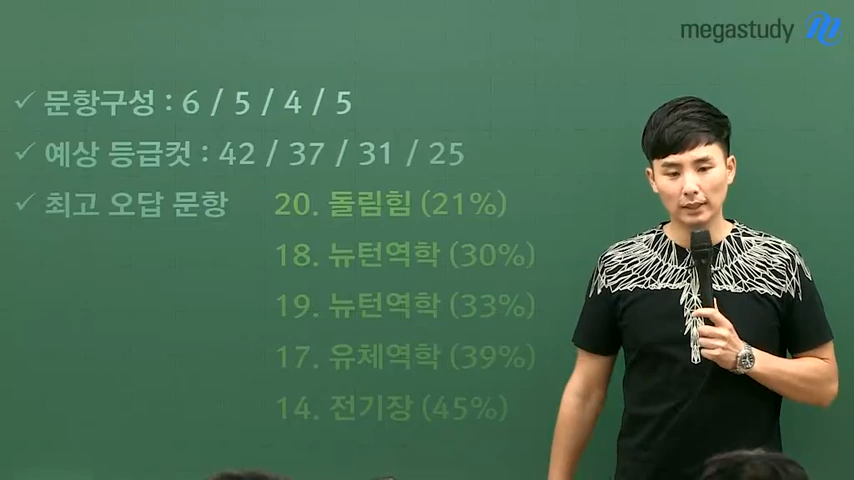 megastudy
✓ 문항구성 : 6 / 5 / 4 / 5
✓ 예상 등급컷 : 42 / 37 / 31 / 25
✓ 최고 오답 문항 20. 돌림힘 (21%)
18. 뉴턴역학 (30%)
19. 뉴턴역학 (33%)
17. 유체역학 (39%)
14. 전기장 (45%)